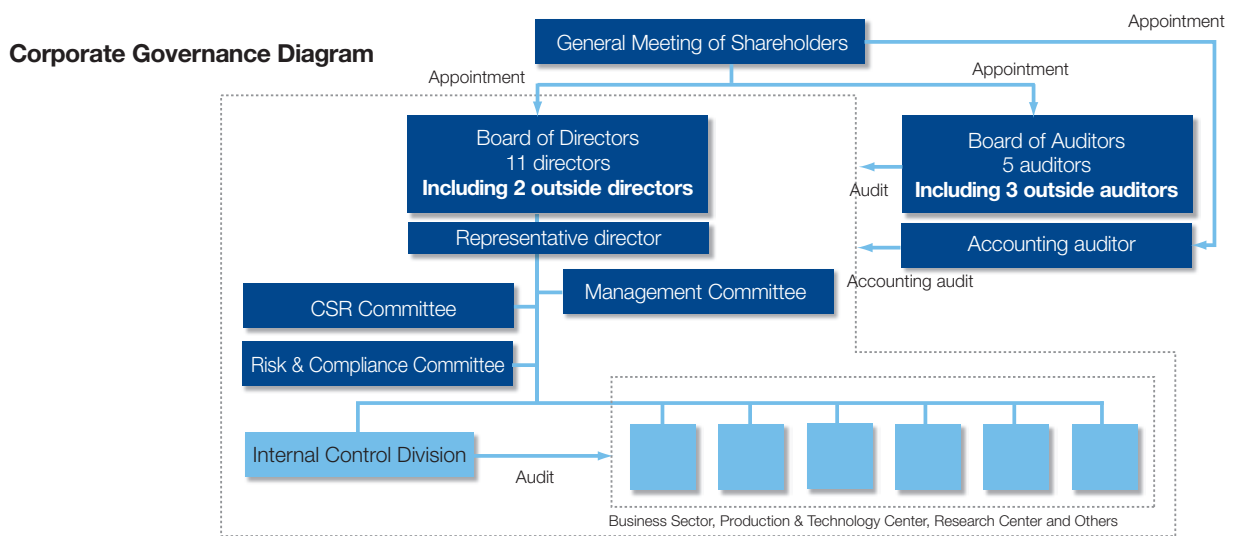 Corporate Governance Diagram
General Meeting of Shareholders
Appointment
Appointment
Appointment
Board of Directors
11 directors
Including 2 outside directors
Board of Auditors
5 auditors
Including 3 outside auditors
Audit
Representative director
Accounting auditor
Accounting audit
Management Committee
CSR Committee
Risk & Compliance Committee
Internal Control Division
Audit
Business Sector, Production & Technology Center, Research Center and Others